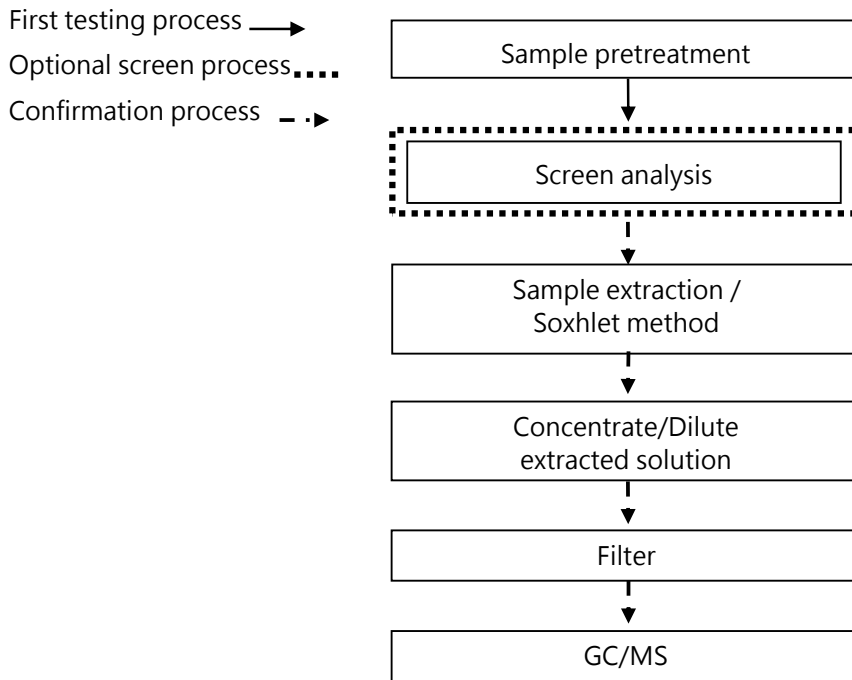 First testing process
Optional screen process
Confirmation process
Sample pretreatment
Screen analysis
Sample extraction /
Soxhlet method
Concentrate/Dilute
extracted solution
Filter
GC/MS